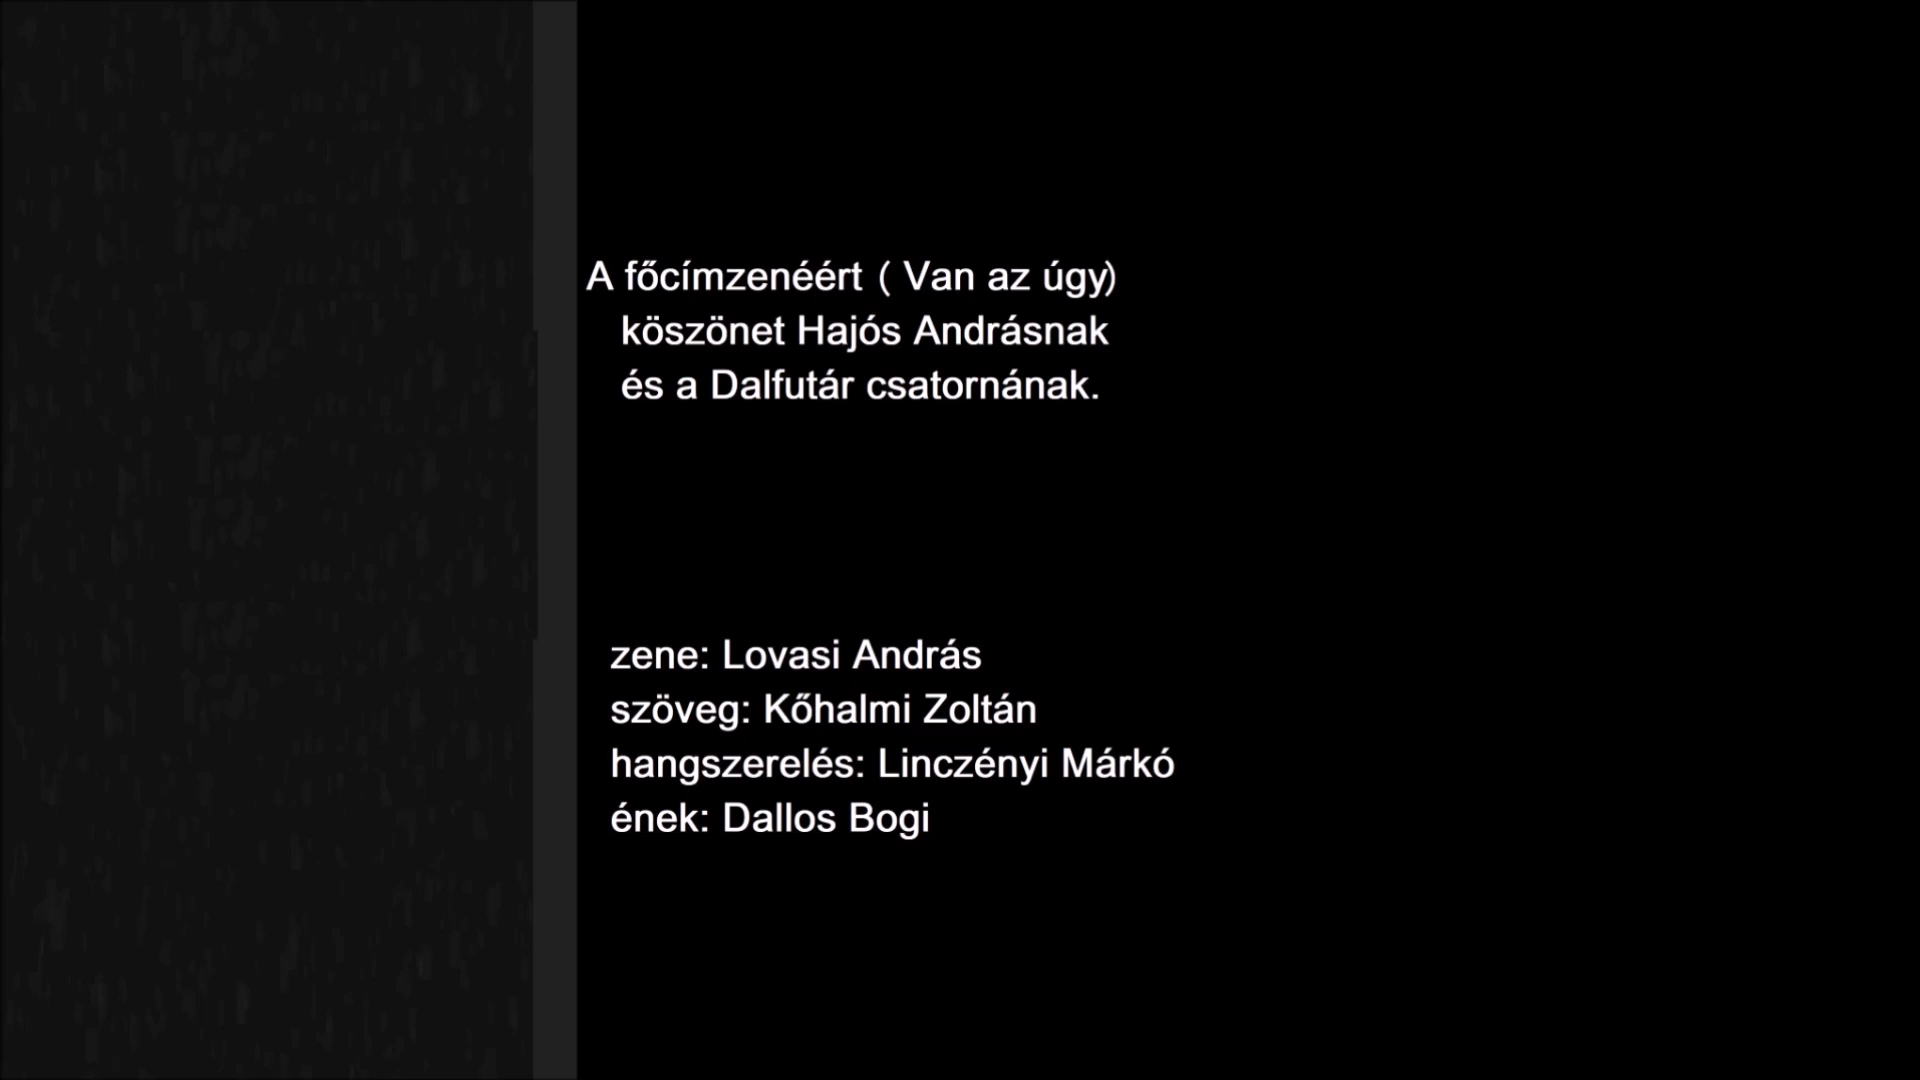 A főcímzenéért ( Van az úgy)
köszönet Hajós Andrásnak
és a Dalfutár csatornának.
zene: Lovasi András
szöveg: Kőhalmi Zoltán
hangszerelés: Linczényi Márkó
ének: Dallos Bogi